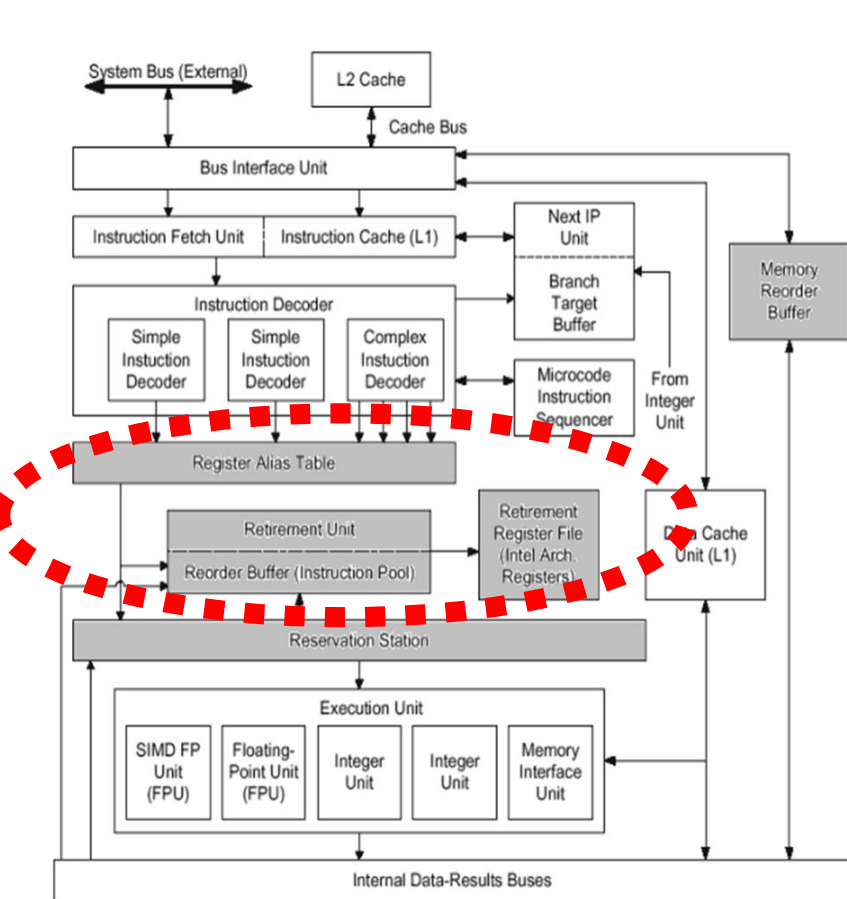 System Bus (External)
L2 Cache
Cache Bus
Bus Interface Unit
Instruction Fetch Unit
Instruction Cache (L1)
Next IP
Unit
Branch
Target
Buffer
Memory
Reorder
Buffer
Instruction Decoder
Simple
Instuction
Decoder
Simple
Instuction
Decoder
Complex
Instuction
Decoder
Microcode
Instruction
Sequencer
From
Integer
Unit
Register Alias Table
Retirement Unit
Reorder Buffer (Instruction Pool)
Retirement
Register File
(Intel Arch.
Registers)
Data Cache
Unit (L1)
Reservation Station
Execution Unit
SIMD FP
Unit
(FPU)
Floating-
Point Unit
(FPU)
Integer
Unit
Integer
Unit
Memory
Interface
Unit
Internal Data-Results Buses